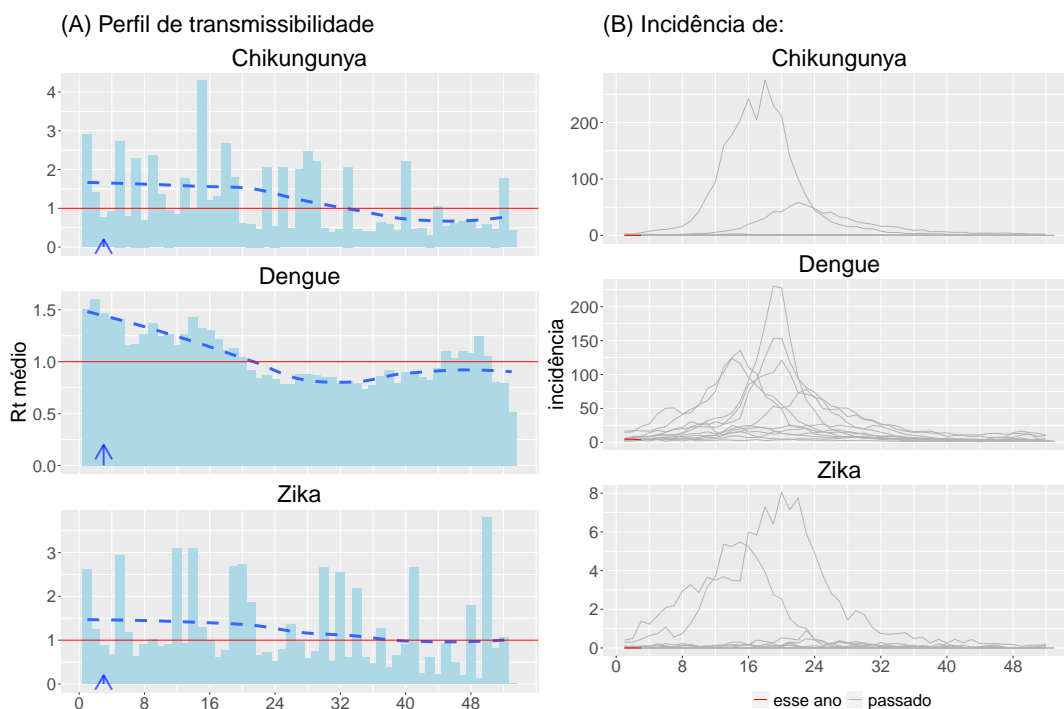 (A) Perfil de transmissibilidade
Chikungunya
4
3
2
1
0
Dengue
1.5
1.0
0.5
0.0
Rt médio
Zika
3
2
1
0
0 8 16 24 32 40 48
(B) Incidência de:
Chikungunya
200
100
0
Dengue
200
150
100
50
0
incidência
Zika
8
6
4
2
0
0 8 16 24 32 40 48
esse ano passado